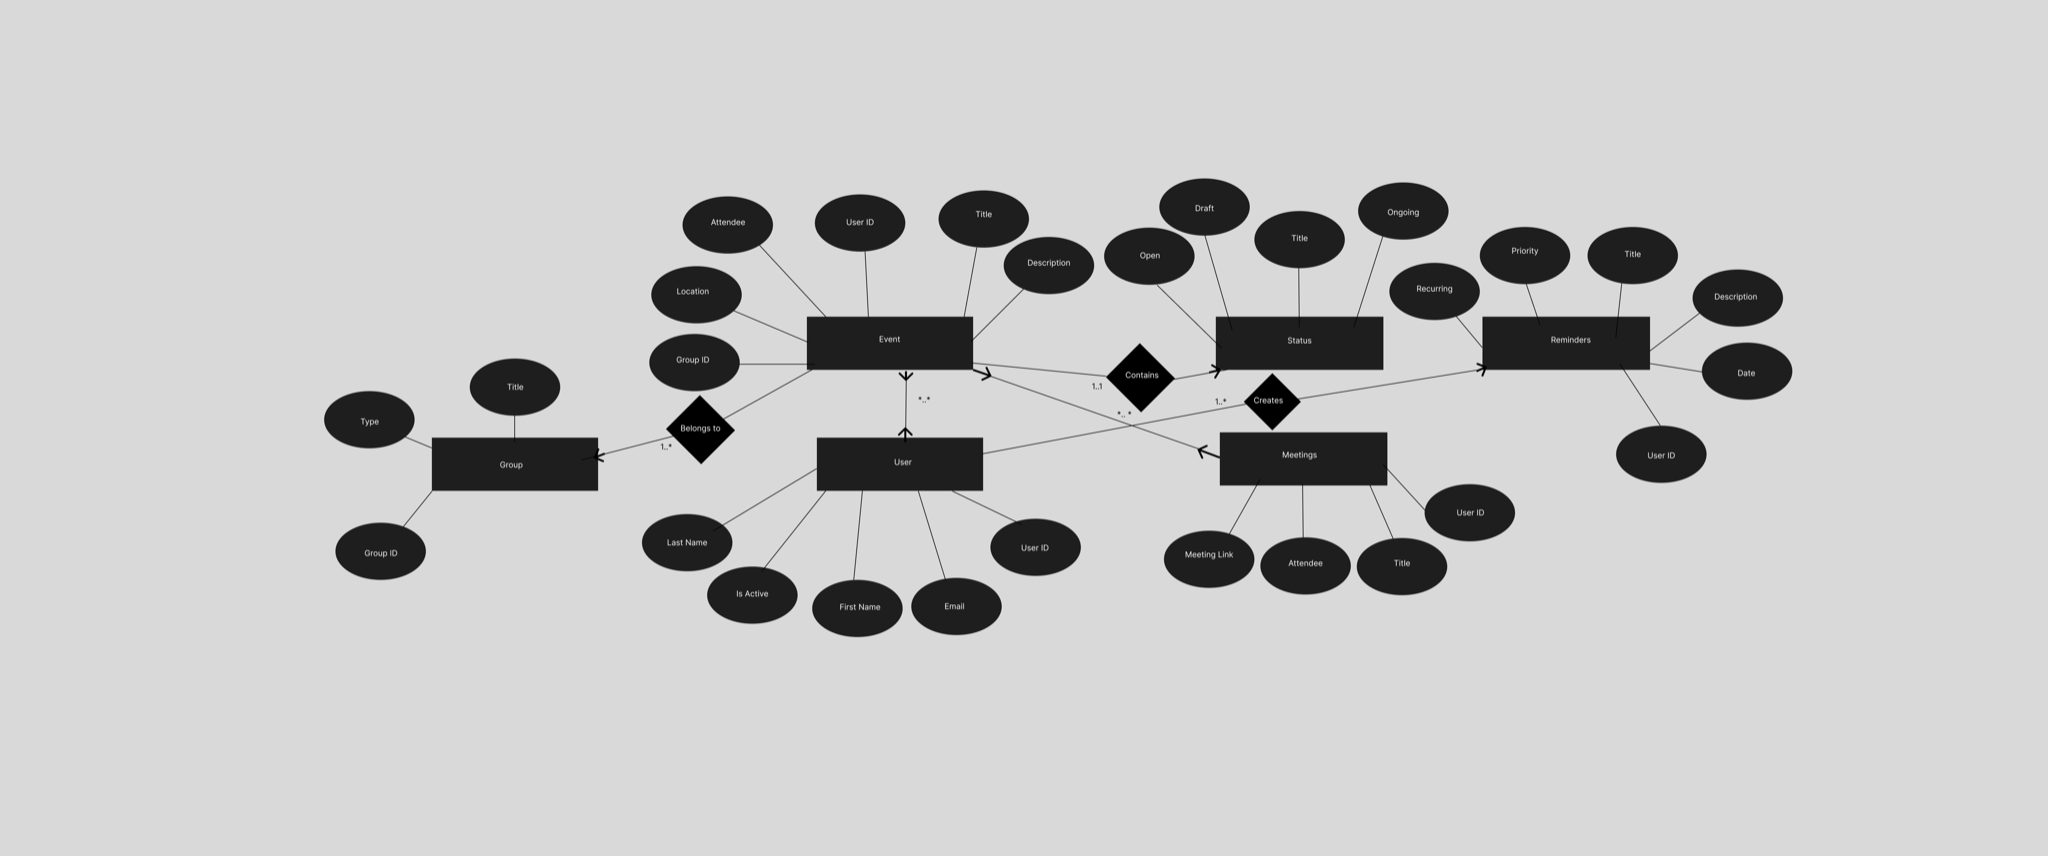 Draft
Ongoing
Attendee
User ID
Title
Title
Open
Description
Priority
Title
Location
Recurring
Description
Event
Status
Reminders
Group ID
Date
Title
Contains
1..1
Type
*..*
*..*
1..*
Creates
Belongs to
1..*
Group
User
Meetings
User ID
User ID
Last Name
User ID
Group ID
Meeting Link
Attendee
Title
Is Active
First Name
Email